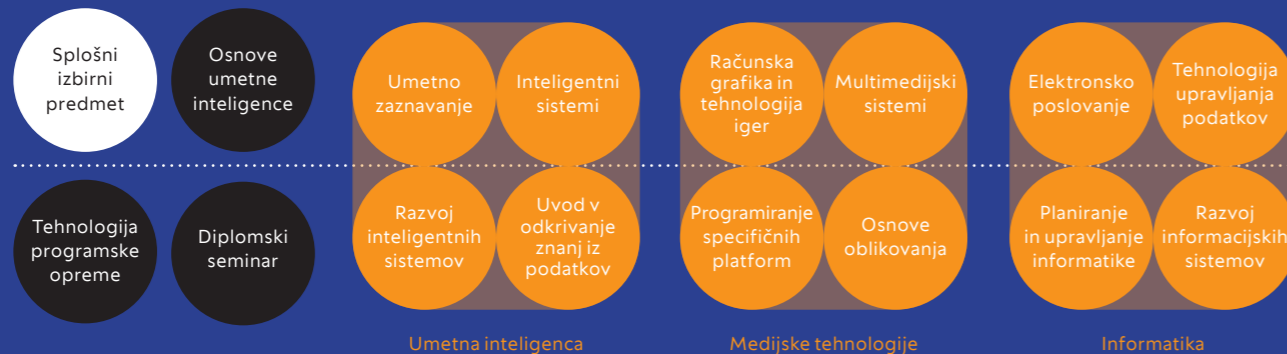 Splošni
izbirni
predmet
Osnove
umetne
inteligence
Umetno
zaznavanje
Inteligentni
sistemi
Računska
grafika in
tehnologija
iger
Multimedijski
sistemi
Elektronsko
poslovanje
Tehnologija
upravljanja
podatkov
Tehnologija
programske
opreme
Diplomski
seminar
Razvoj
inteligentnih
sistemov
Uvod v
odkrivanje
znanj iz
podatkov
Programiranje
specifičnih
platform
Osnove
oblikovanja
Planiranje
in upravljanje
informatike
Razvoj
informacijskih
sistemov
Umetna inteligenca
Medijske tehnologije
Informatika